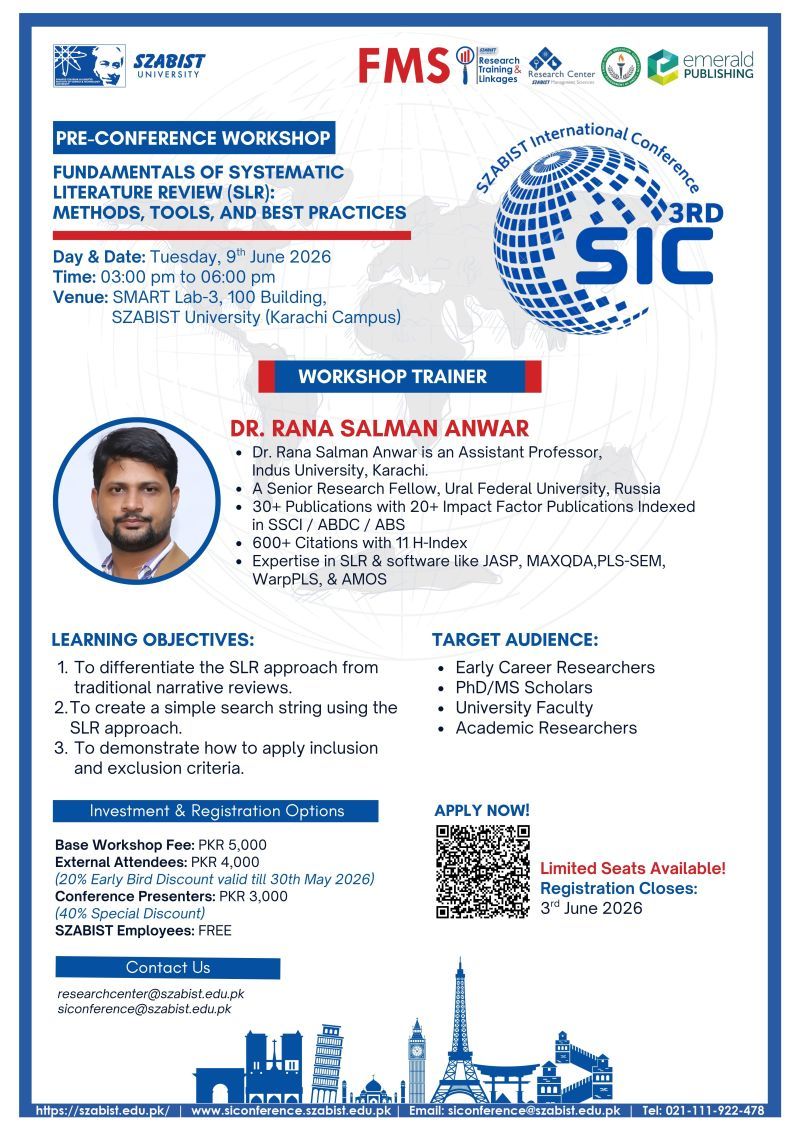 SZABIST
UNIVERSITY
FMS
SZABIST
Research
Training &
Linkages
Research Center
SZABIST Management Sciences
emerald
PUBLISHING
PRE-CONFERENCE WORKSHOP
FUNDAMENTALS OF SYSTEMATIC
LITERATURE REVIEW (SLR):
METHODS, TOOLS, AND BEST PRACTICES
Day & Date: Tuesday, 9th June 2026
Time: 03:00 pm to 06:00 pm
Venue: SMART Lab-3, 100 Building,
SZABIST University (Karachi Campus)
SZABIST International Conference
3RD
SIC
WORKSHOP TRAINER
DR. RANA SALMAN ANWAR
• Dr. Rana Salman Anwar is an Assistant Professor,
Indus University, Karachi.
• A Senior Research Fellow, Ural Federal University, Russia
• 30+ Publications with 20+ Impact Factor Publications Indexed
in SSCI / ABDC / ABS
• 600+ Citations with 11 H-Index
• Expertise in SLR & software like JASP, MAXQDA,PLS-SEM,
WarpPLS, & AMOS
LEARNING OBJECTIVES:
1. To differentiate the SLR approach from
traditional narrative reviews.
2.To create a simple search string using the
SLR approach.
3. To demonstrate how to apply inclusion
and exclusion criteria.
TARGET AUDIENCE:
• Early Career Researchers
• PhD/MS Scholars
• University Faculty
• Academic Researchers
Investment & Registration Options
Base Workshop Fee: PKR 5,000
External Attendees: PKR 4,000
(20% Early Bird Discount valid till 30th May 2026)
Conference Presenters: PKR 3,000
(40% Special Discount)
SZABIST Employees: FREE
APPLY NOW!
Limited Seats Available!
Registration Closes:
3rd June 2026
Contact Us
researchcenter@szabist.edu.pk
siconference@szabist.edu.pk
https://szabist.edu.pk/ | www.siconference.szabist.edu.pk | Email: siconference@szabist.edu.pk | Tel: 021-111-922-478